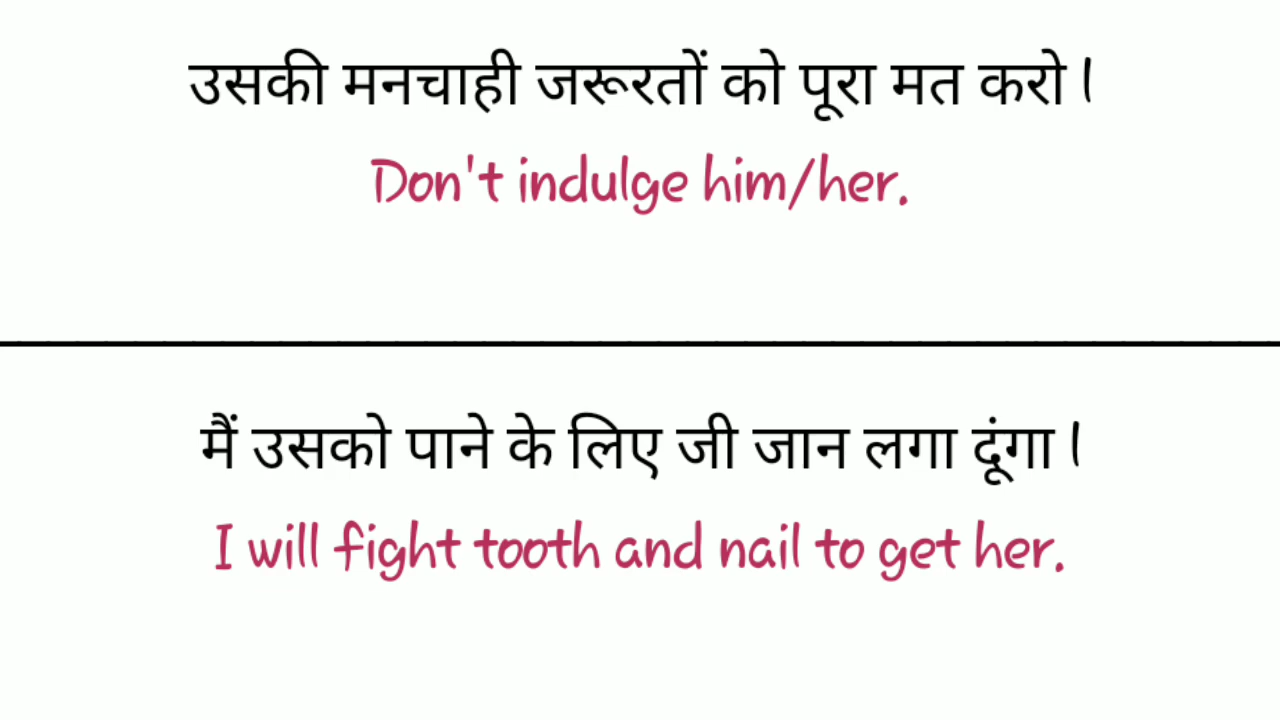 उसकी मनचाही जरूरतों को पूरा मत करो।
Don't indulge him/her.
मैं उसको पाने के लिए जी जान लगा दूंगा।
I will fight tooth and nail to get her.